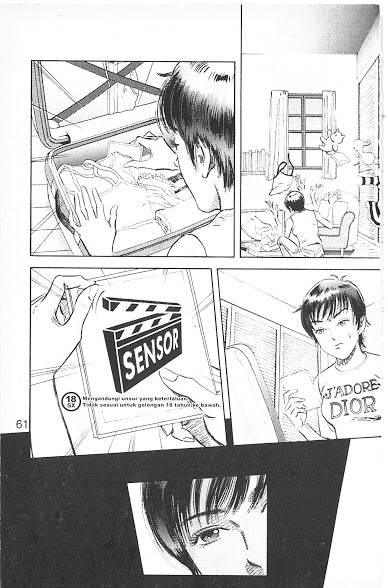 SENSOR
18
SX
Mengandungi unsur yang keterlaluan.
Tidak sesuai untuk golongan 18 tahun ke bawah.
J'ADORE
DIOR
61